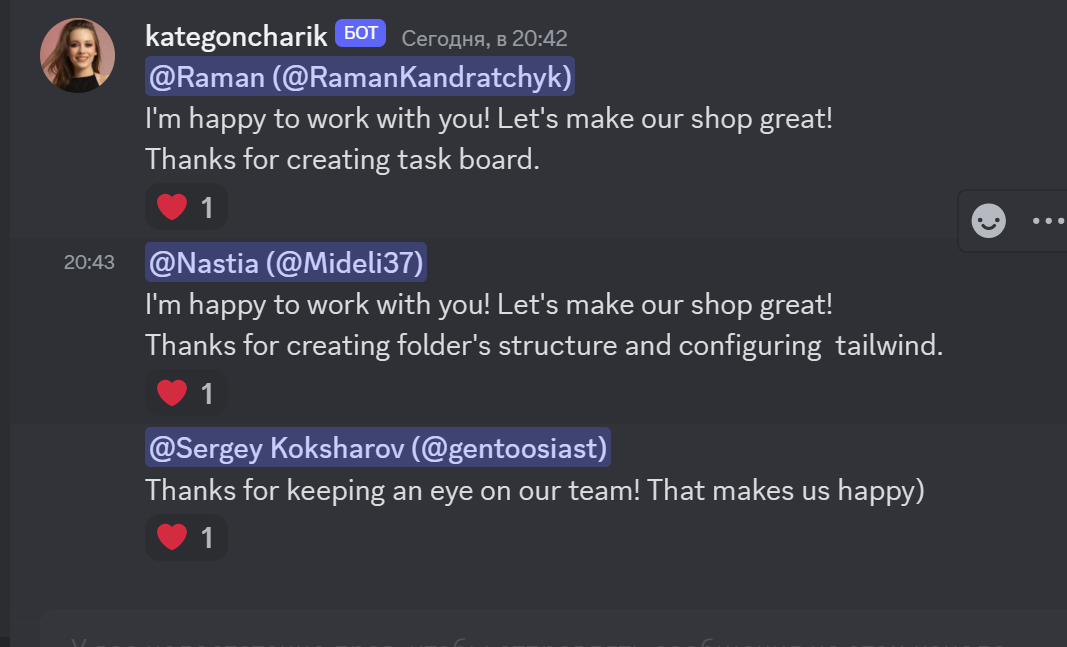 kategoncharik БОТ Сегодня, в 20:42
@Raman (@RamanKandratchyk)
I'm happy to work with you! Let's make our shop great!
Thanks for creating task board.
1
20:43 @Nastia (@Mideli37)
I'm happy to work with you! Let's make our shop great!
Thanks for creating folder's structure and configuring  tailwind.
1
@Sergey Koksharov (@gentoosiast)
Thanks for keeping an eye on our team! That makes us happy)
1